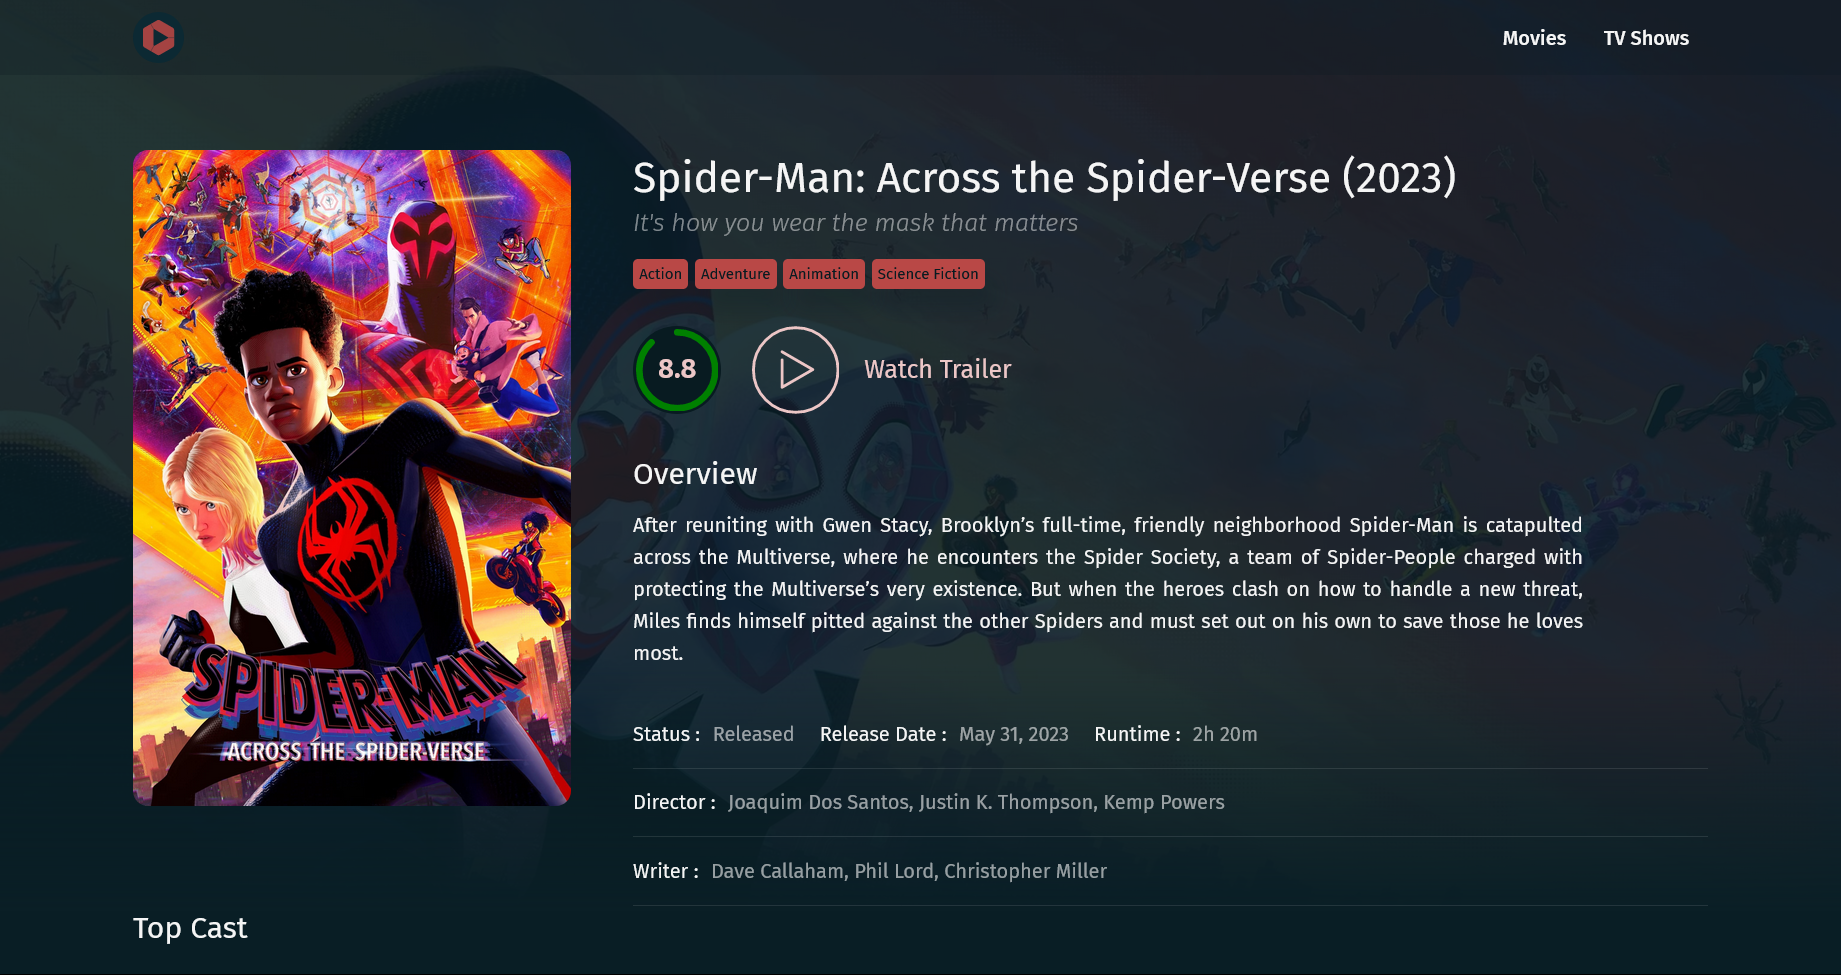 Movies TV Shows
Spider-Man: Across the Spider-Verse (2023)
It's how you wear the mask that matters
Action Adventure Animation Science Fiction
8.8 Watch Trailer
Overview
After reuniting with Gwen Stacy, Brooklyn’s full-time, friendly neighborhood Spider-Man is catapulted
across the Multiverse, where he encounters the Spider Society, a team of Spider-People charged with
protecting the Multiverse’s very existence. But when the heroes clash on how to handle a new threat,
Miles finds himself pitted against the other Spiders and must set out on his own to save those he loves
most.
Status : Released Release Date : May 31, 2023 Runtime : 2h 20m
Director : Joaquim Dos Santos, Justin K. Thompson, Kemp Powers
Writer : Dave Callaham, Phil Lord, Christopher Miller
SPIDER-MAN
ACROSS THE SPIDER-VERSE
Top Cast